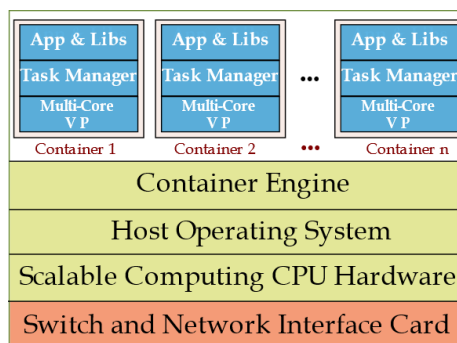 App & Libs App & Libs App & Libs
Task Manager Task Manager ... Task Manager
Multi-Core Multi-Core Multi-Core
V P V P V P
Container 1 Container 2 ... Container n
Container Engine
Host Operating System
Scalable Computing CPU Hardware
Switch and Network Interface Card